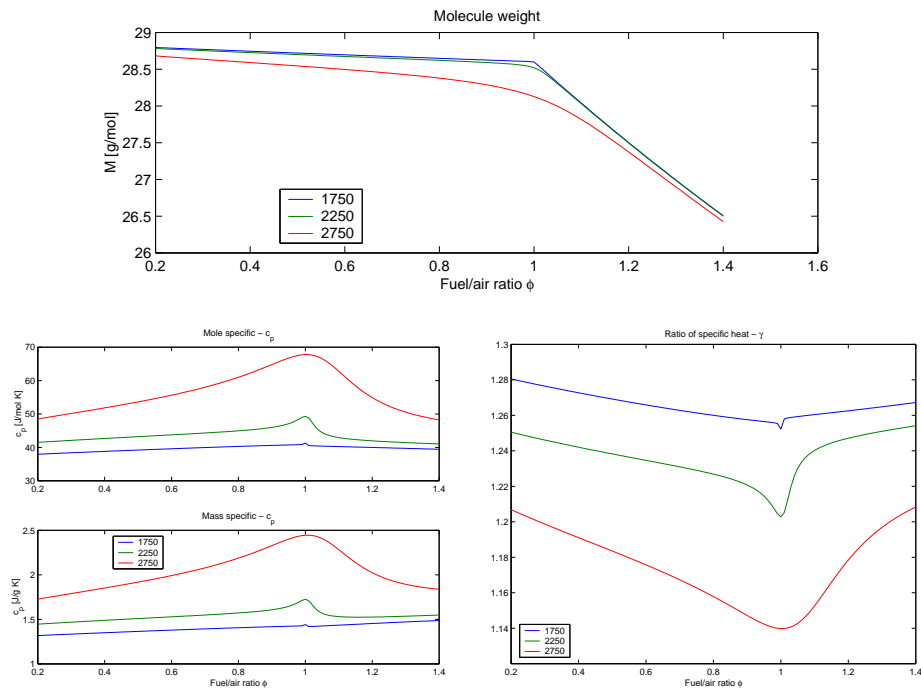 Molecule weight
29
28.5
28
27.5
27
26.5
26
M [g/mol]
1750
2250
2750
0.2 0.4 0.6 0.8 1 1.2 1.4 1.6
Fuel/air ratio ϕ
Mole specific − cp
70
60
50
40
30
cp [J/mol K]
0.2 0.4 0.6 0.8 1 1.2 1.4
Mass specific − cp
2.5
2
1.5
1
cp [J/g K]
1750
2250
2750
0.2 0.4 0.6 0.8 1 1.2 1.4
Fuel/air ratio ϕ
Ratio of specific heat − γ
1.3
1.28
1.26
1.24
1.22
1.2
1.18
1.16
1.14
1750
2250
2750
0.2 0.4 0.6 0.8 1 1.2 1.4
Fuel/air ratio ϕ